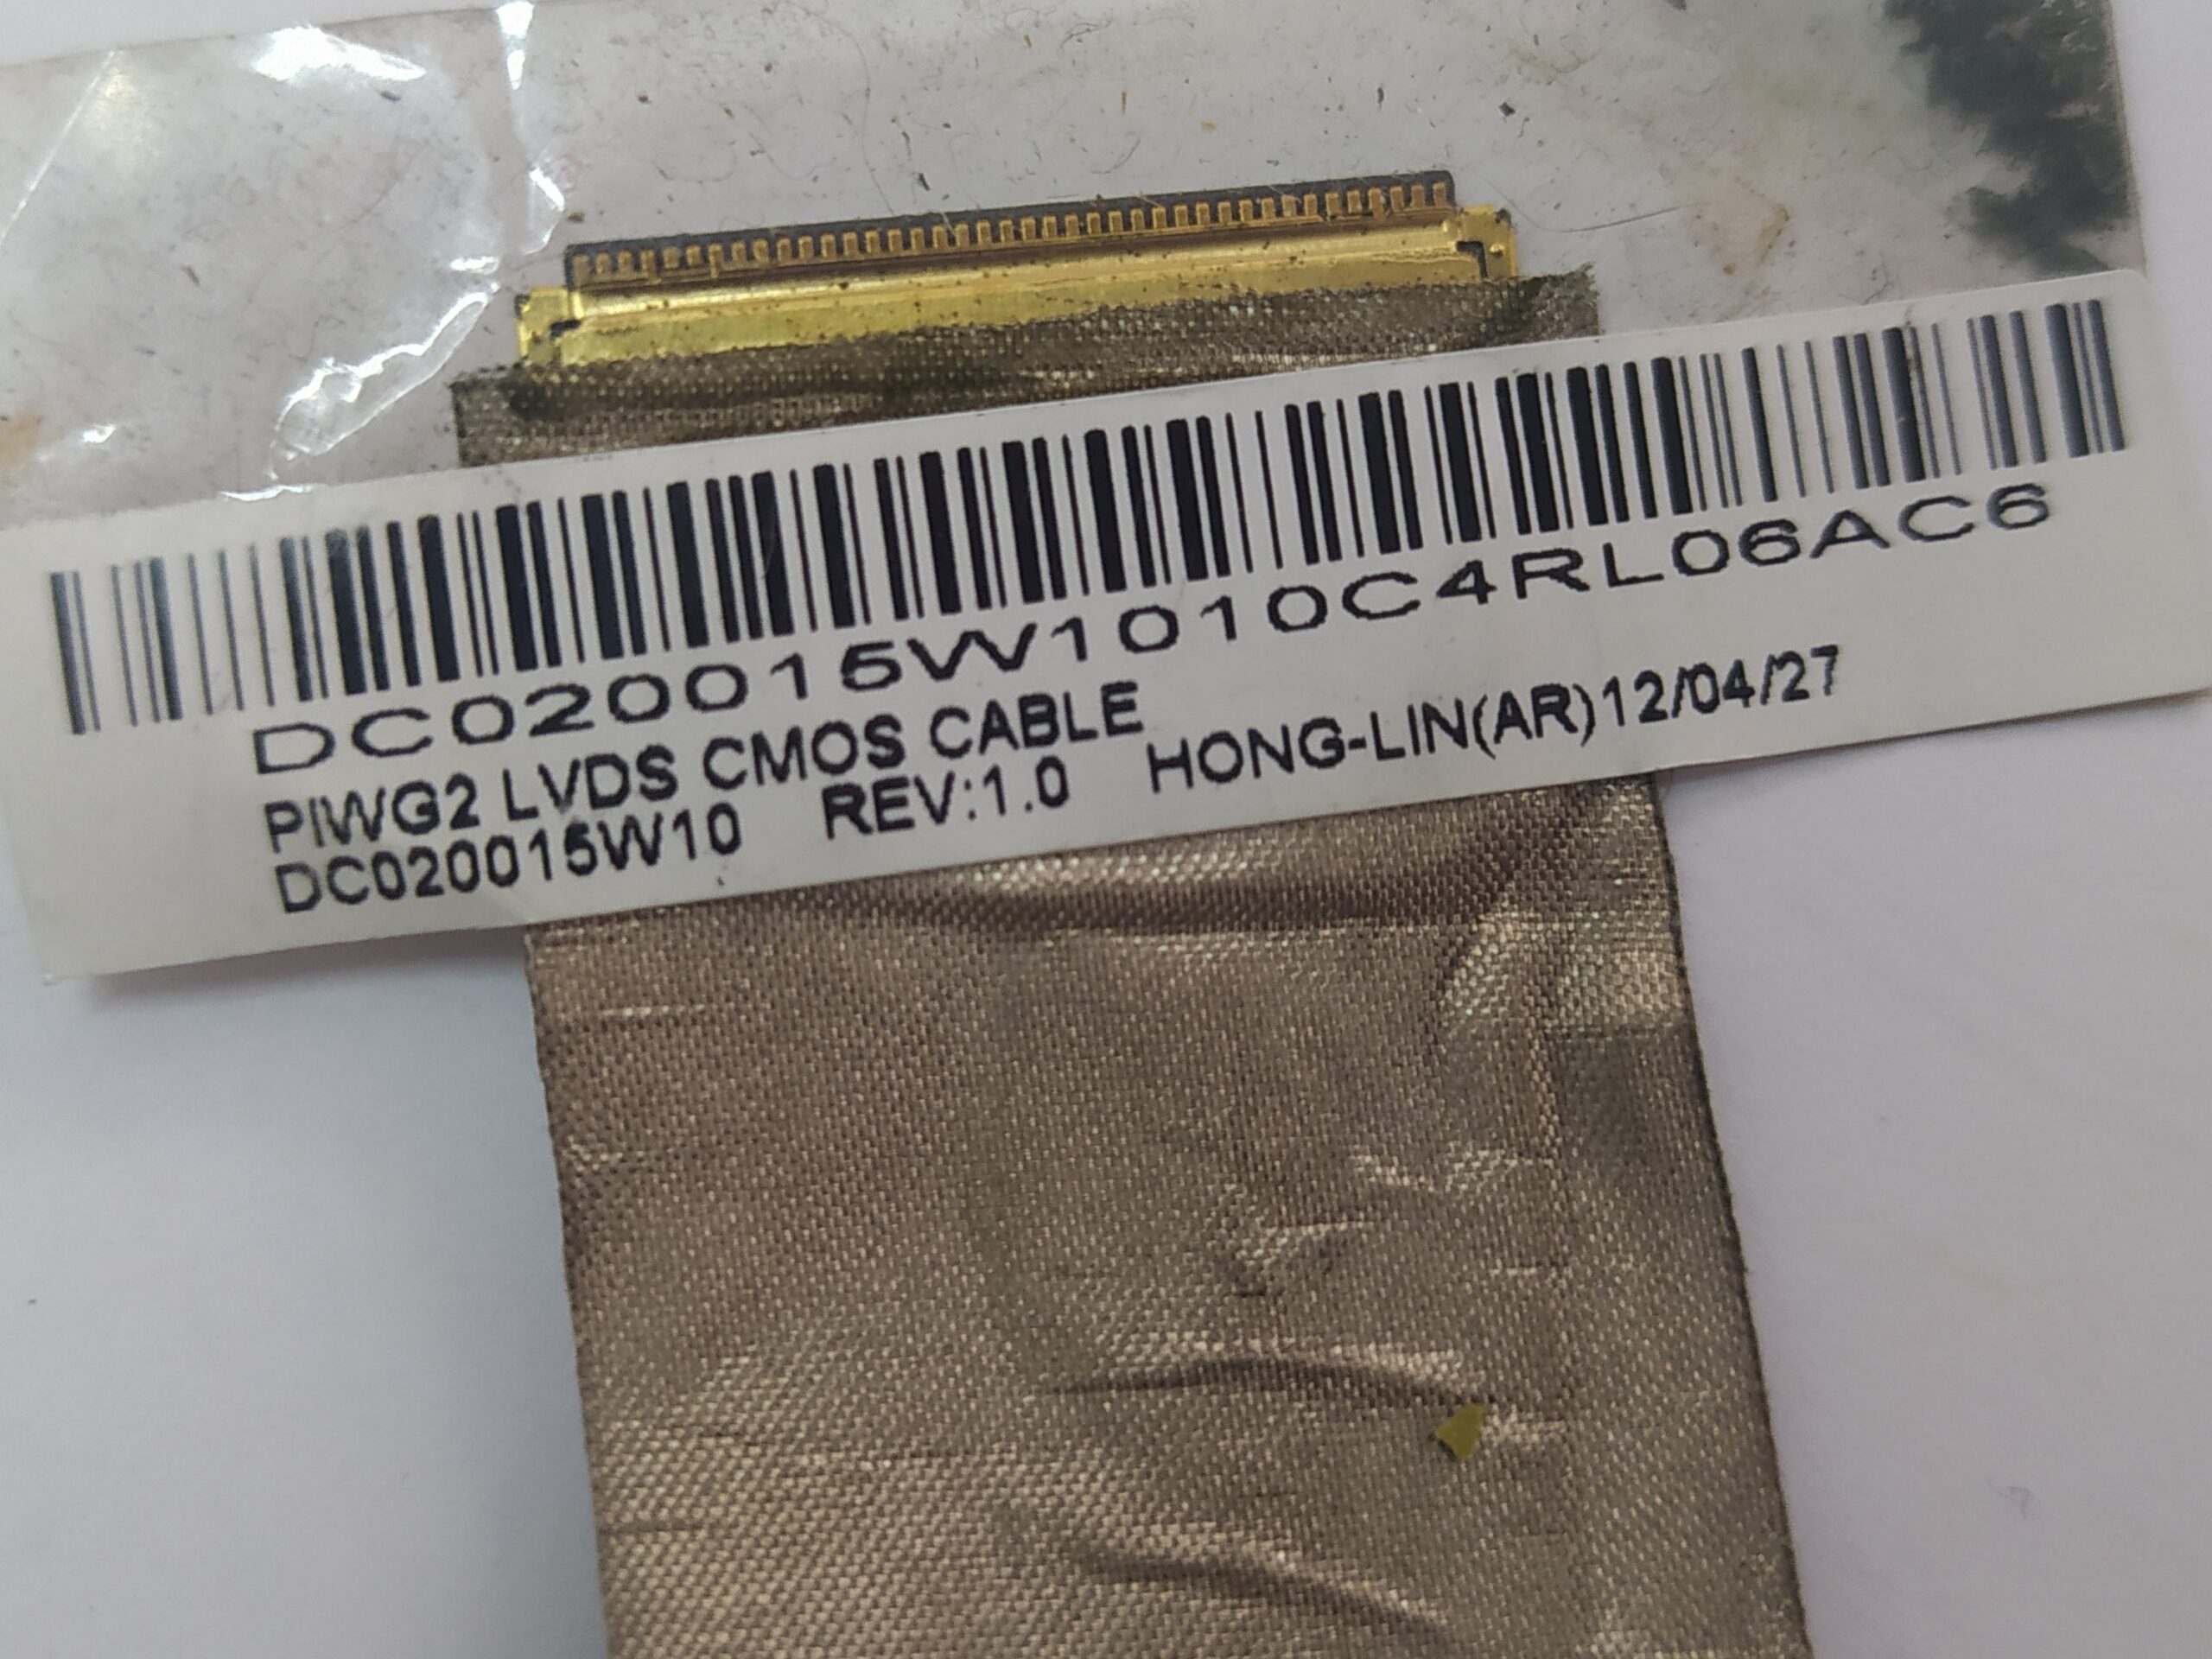 DC020015W1010C4RL06AC6
PIWG2 LVDS CMOS CABLE
DC020015W10 REV:1.0 HONG-LIN(AR)12/04/27